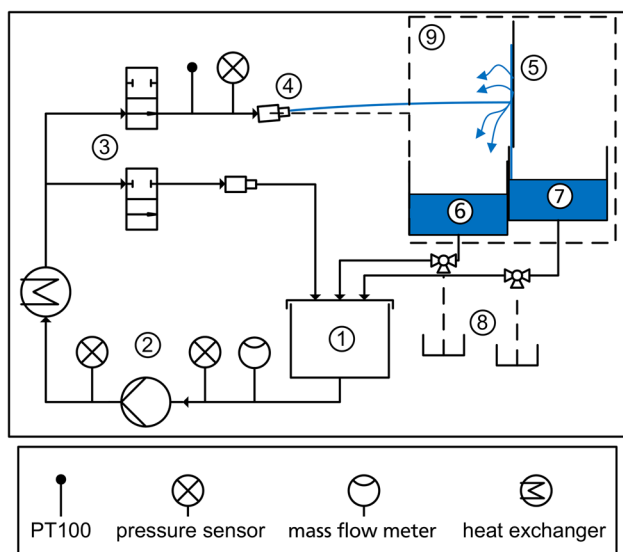 ⑨
④
⑤
③
⑥
⑦
②
①
⑧
PT100
pressure sensor
mass flow meter
heat exchanger